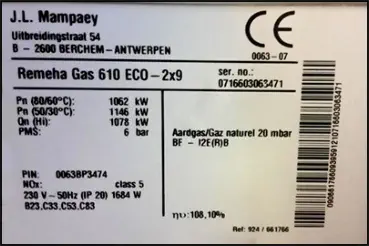 J.L. Mampaey
Uitbreidingstraat 54
B - 2600 BERCHEM-ANTWERPEN
CE
0063-07
Remeha Gas 610 ECO-2x9
ser. no.:
0716603063471
Pn (80/60°C): 1062 kW
Pn (50/30°C): 1146 kW
Qn (Hi): 1078 kW
PMS: 6 bar
Aardgas/Gaz naturel 20 mbar
BE - I2E(R)B
PIN: 0063BP3474
NOx: class 5
230 V-50Hz (IP 20) 1684 W
B23,C33,C53,C83
ηυ:108,10%
Ref: 924 / 661766